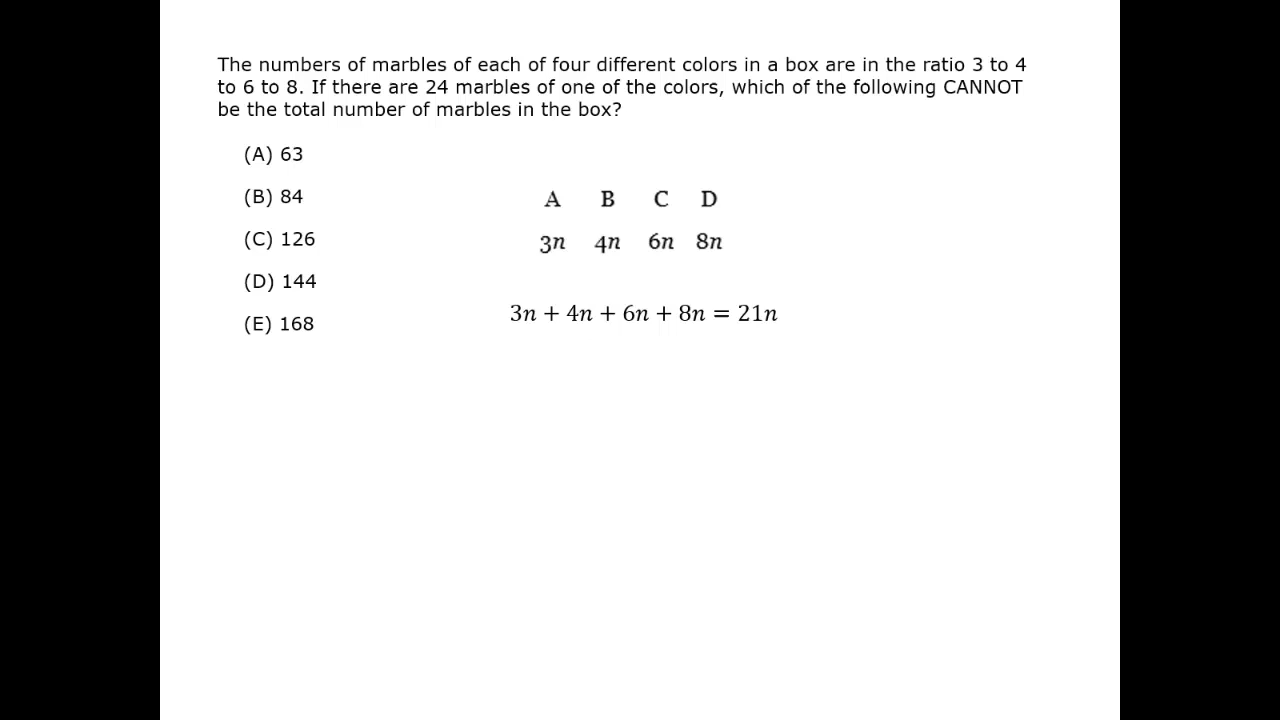 The numbers of marbles of each of four different colors in a box are in the ratio 3 to 4
to 6 to 8. If there are 24 marbles of one of the colors, which of the following CANNOT
be the total number of marbles in the box?
(A) 63
(B) 84
(C) 126
(D) 144
(E) 168
A B C D
3n 4n 6n 8n
3n + 4n + 6n + 8n = 21n